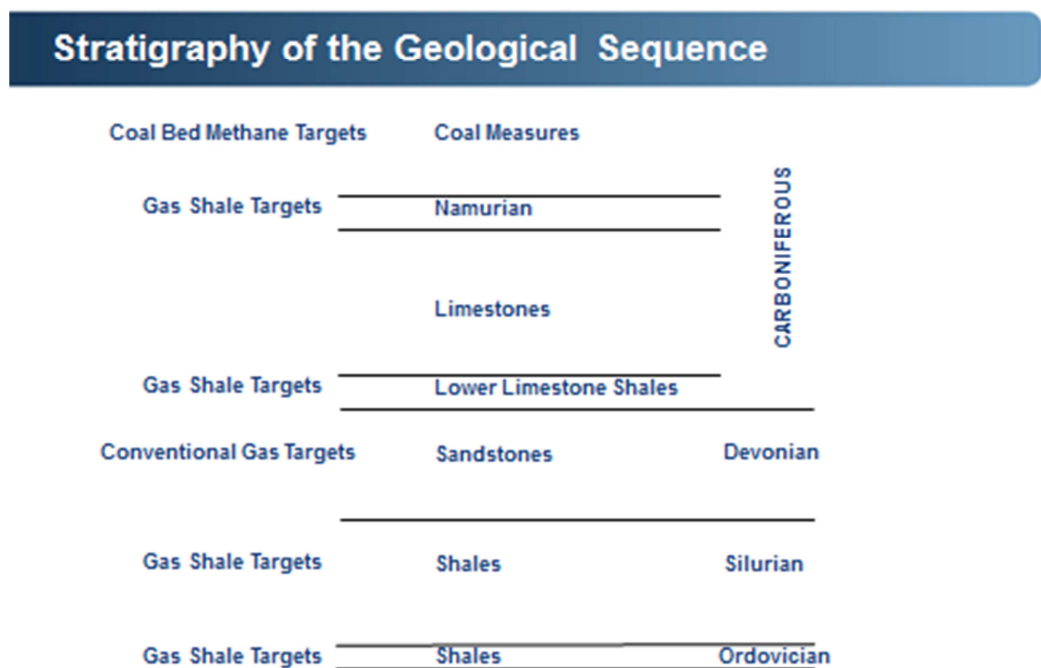 Stratigraphy of the Geological Sequence
Coal Bed Methane Targets Coal Measures
CARBONIFEROUS
Gas Shale Targets Namurian
Limestones
Gas Shale Targets Lower Limestone Shales
Conventional Gas Targets Sandstones Devonian
Gas Shale Targets Shales Silurian
Gas Shale Targets Shales Ordovician